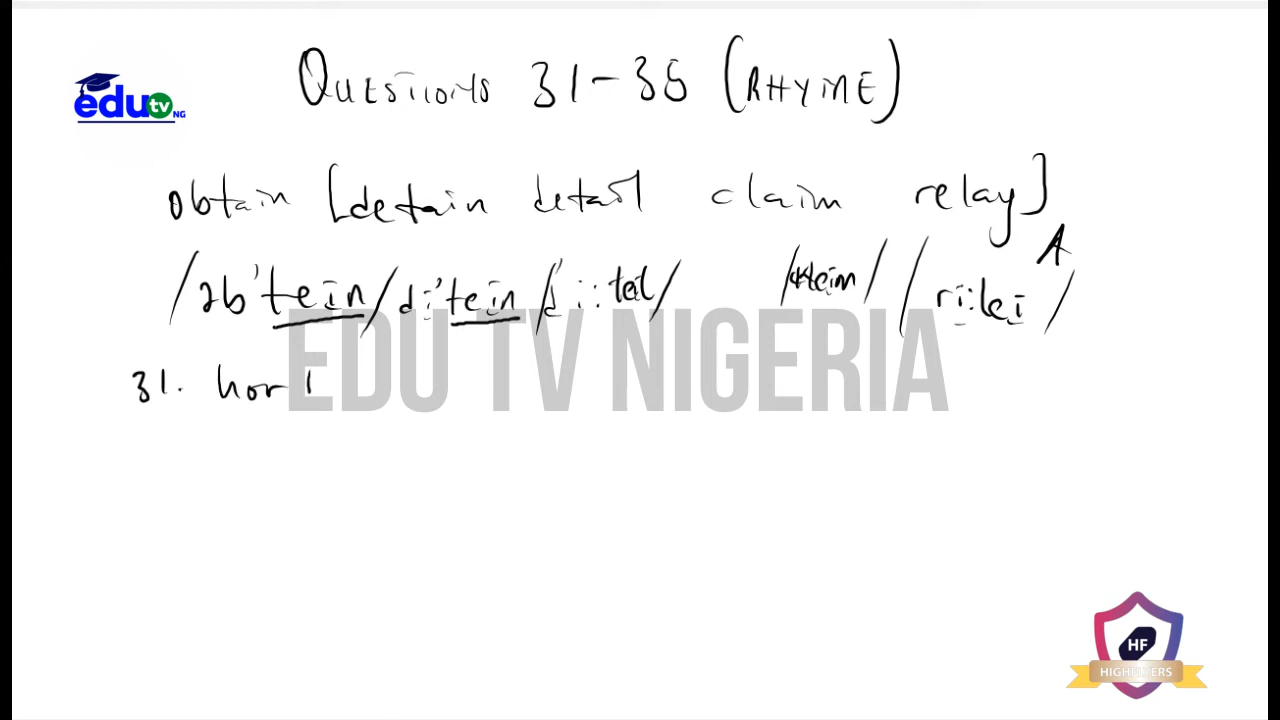 edu tv NG
QUESTIONS 31-35 (RHYME)
obtain [detain detail claim relay]
A
/əb'tein/ di'tein / di:teil/ /kleim/ /ri:lei/
EDU TV NIGERIA
31. hor
HF
HIGHFLYERS